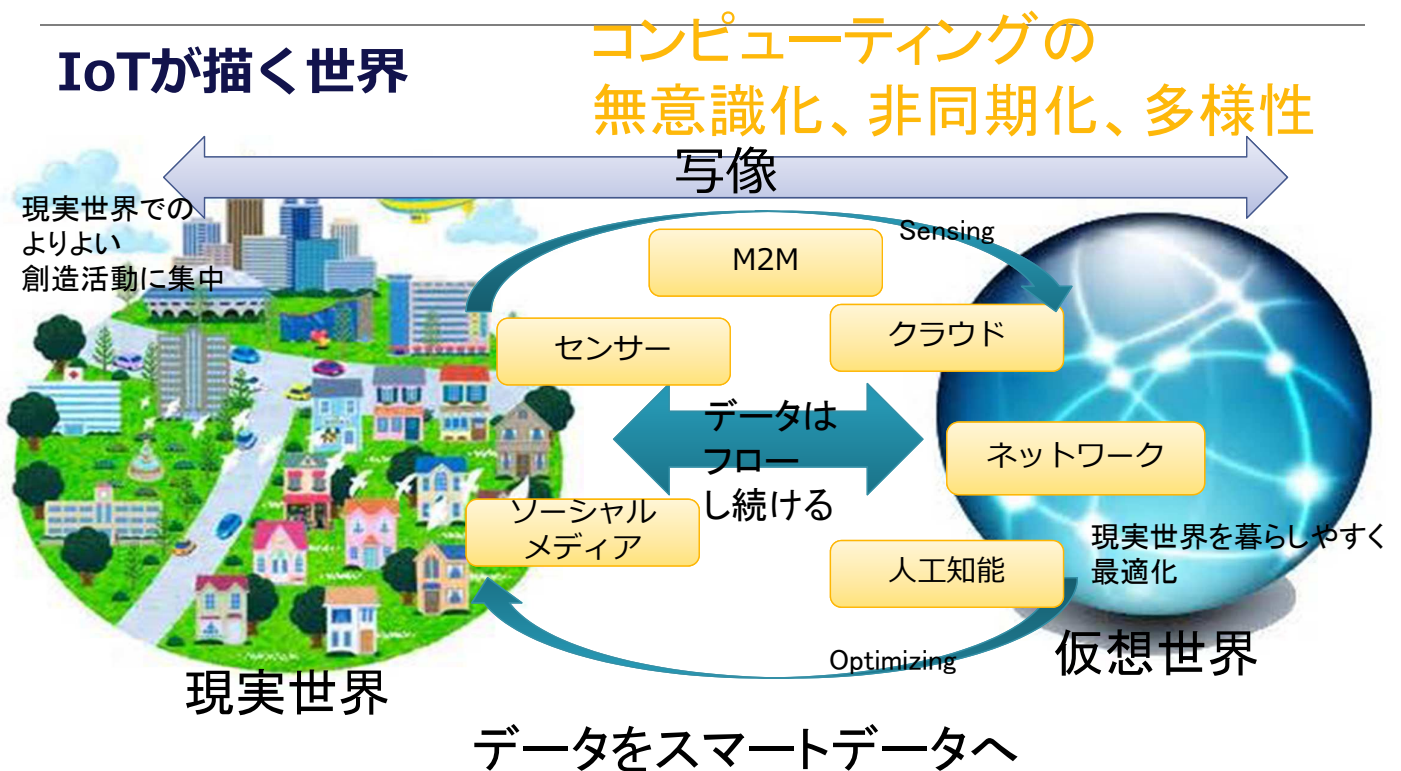 IoTが描く世界
コンピューティングの
無意識化、非同期化、多様性
写像
現実世界での
よりよい
創造活動に集中
Sensing
M2M
センサー
クラウド
データは
フロー
し続ける
ネットワーク
ソーシャル
メディア
人工知能
現実世界を暮らしやすく
最適化
Optimizing
仮想世界
現実世界
データをスマートデータへ